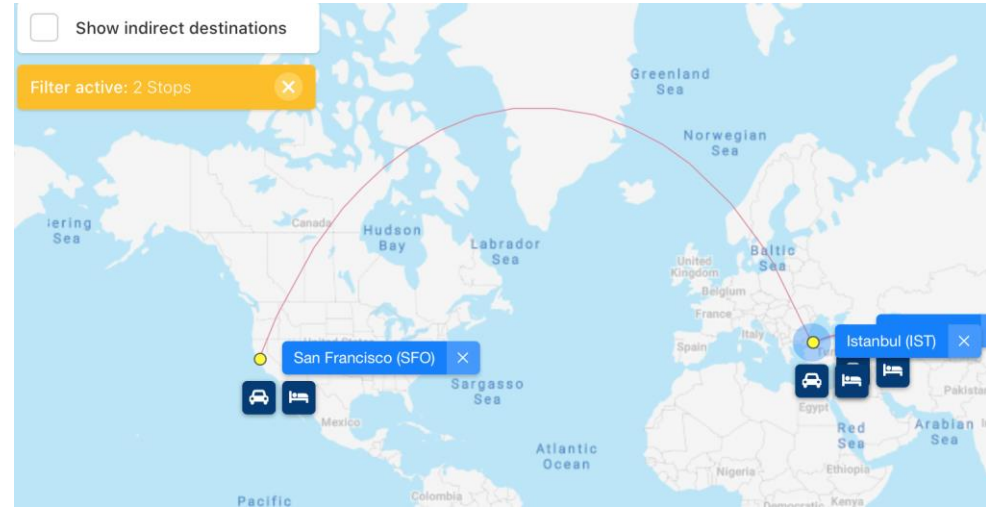 Show indirect destinations
Filter active: 2 Stops
Greenland
Sea
Norwegian
Sea
Canada
Hudson
Bay
Labrador
Sea
Sea
United
Kingdom
Baltic
Sea
Belgium
France
Italy
Spain
San Francisco (SFO)
Istanbul (IST)
Sargasso
Sea
Mexico
Egypt
Red
Sea
Arabian
Sea
Atlantic
Ocean
Nigeria
Ethiopia
Pacific
Colombia
Democratic
Kenya